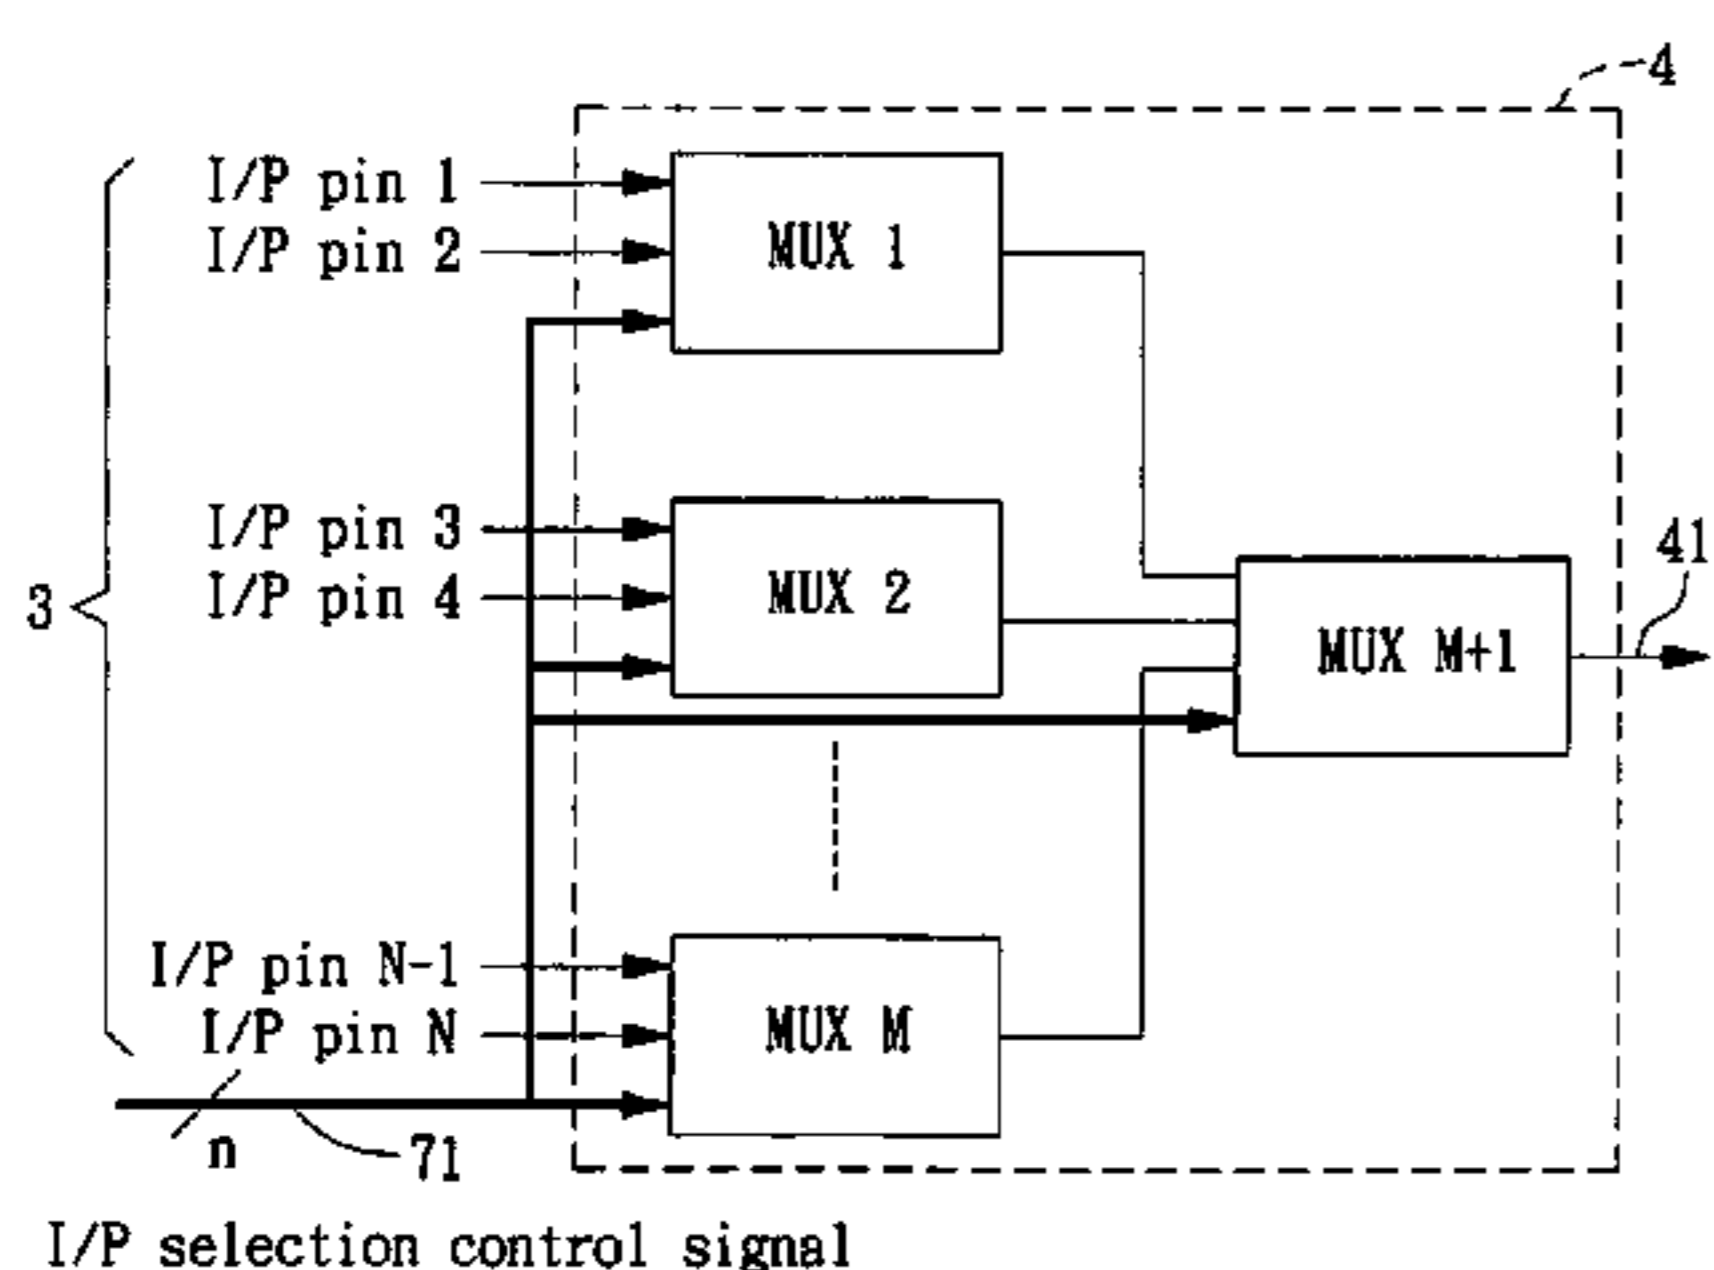 4
I/P pin 1
I/P pin 2
MUX 1
I/P pin 3
I/P pin 4
MUX 2
3
41
MUX M+1
I/P pin N-1
I/P pin N
MUX M
n
71
I/P selection control signal